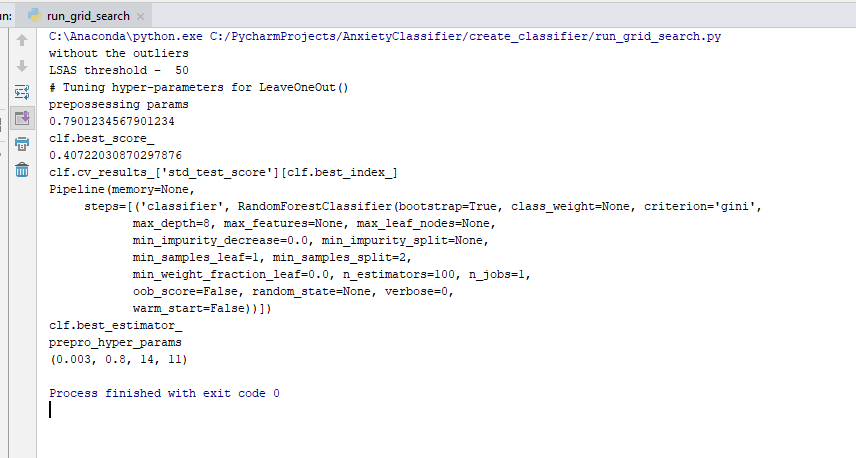 un: run_grid_search
C:\Anaconda\python.exe C:/PycharmProjects/AnxietyClassifier/create_classifier/run_grid_search.py
without the outliers
LSAS threshold -  50
# Tuning hyper-parameters for LeaveOneOut()
prepossessing params
0.7901234567901234
clf.best_score_
0.40722030870297876
clf.cv_results_['std_test_score'][clf.best_index_]
Pipeline(memory=None,
     steps=[('classifier', RandomForestClassifier(bootstrap=True, class_weight=None, criterion='gini',
            max_depth=8, max_features=None, max_leaf_nodes=None,
            min_impurity_decrease=0.0, min_impurity_split=None,
            min_samples_leaf=1, min_samples_split=2,
            min_weight_fraction_leaf=0.0, n_estimators=100, n_jobs=1,
            oob_score=False, random_state=None, verbose=0,
            warm_start=False))])
clf.best_estimator_
prepro_hyper_params
(0.003, 0.8, 14, 11)
Process finished with exit code 0